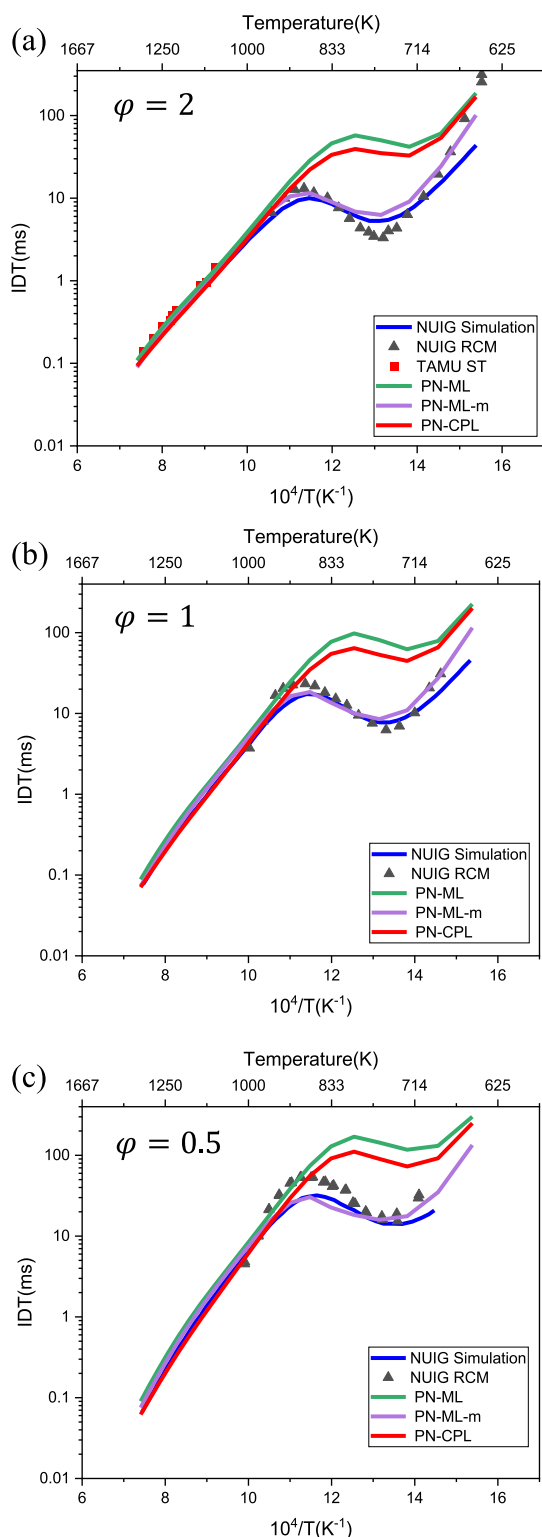 (a)
Temperature(K)
1667 1250 1000 833 714 625
φ = 2
100
10
1
0.1
0.01
IDT(ms)
NUIG Simulation
NUIG RCM
TAMU ST
PN-ML
PN-ML-m
PN-CPL
6 8 10 12 14 16
10⁴/T(K⁻¹)
(b)
Temperature(K)
1667 1250 1000 833 714 625
φ = 1
100
10
1
0.1
0.01
IDT(ms)
NUIG Simulation
NUIG RCM
PN-ML
PN-ML-m
PN-CPL
6 8 10 12 14 16
10⁴/T(K⁻¹)
(c)
Temperature(K)
1667 1250 1000 833 714 625
φ = 0.5
100
10
1
0.1
0.01
IDT(ms)
NUIG Simulation
NUIG RCM
PN-ML
PN-ML-m
PN-CPL
6 8 10 12 14 16
10⁴/T(K⁻¹)